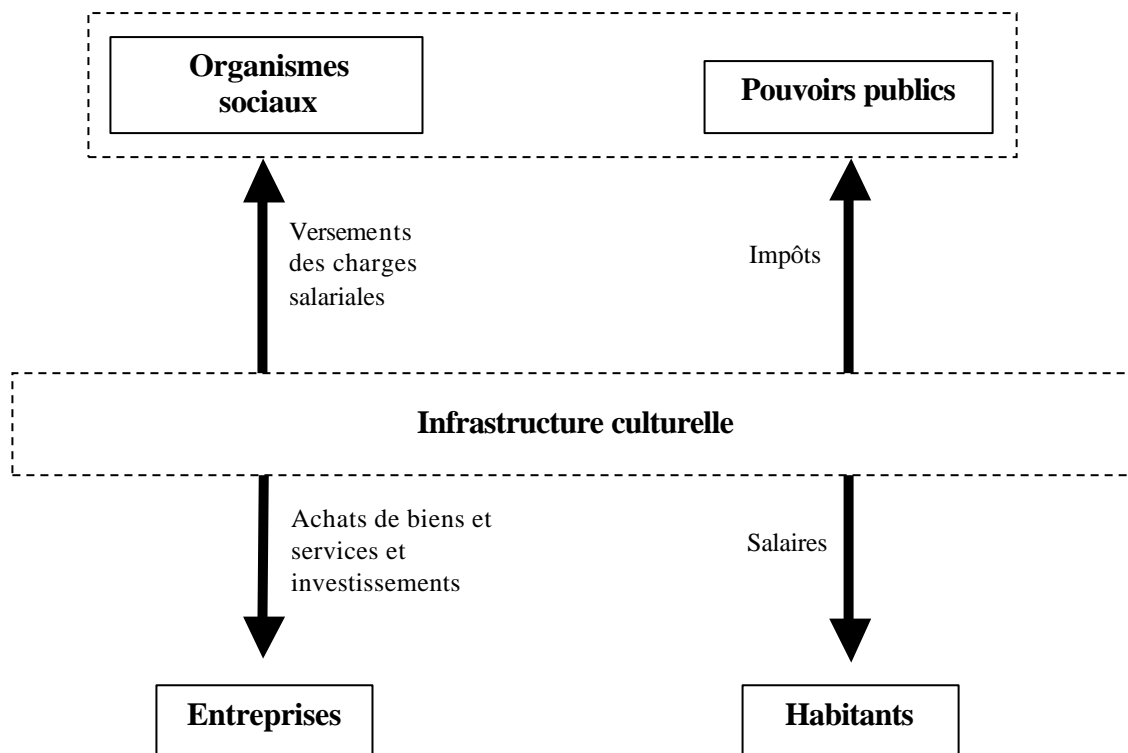 Organismes
sociaux
Pouvoirs publics
Versements
des charges
salariales
Impôts
Infrastructure culturelle
Achats de biens et
services et
investissements
Salaires
Entreprises
Habitants